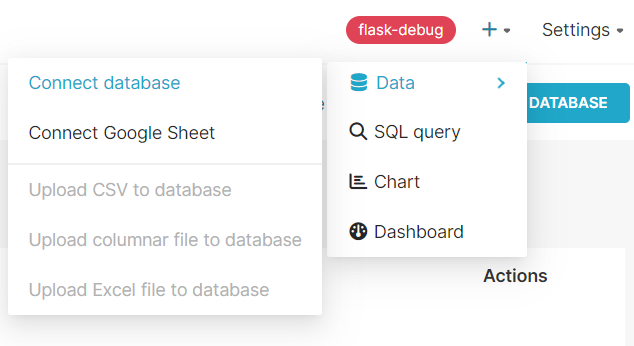 flask-debug
Settings
Connect database
Data
DATABASE
Connect Google Sheet
SQL query
Upload CSV to database
Chart
Upload columnar file to database
Dashboard
Upload Excel file to database
Actions